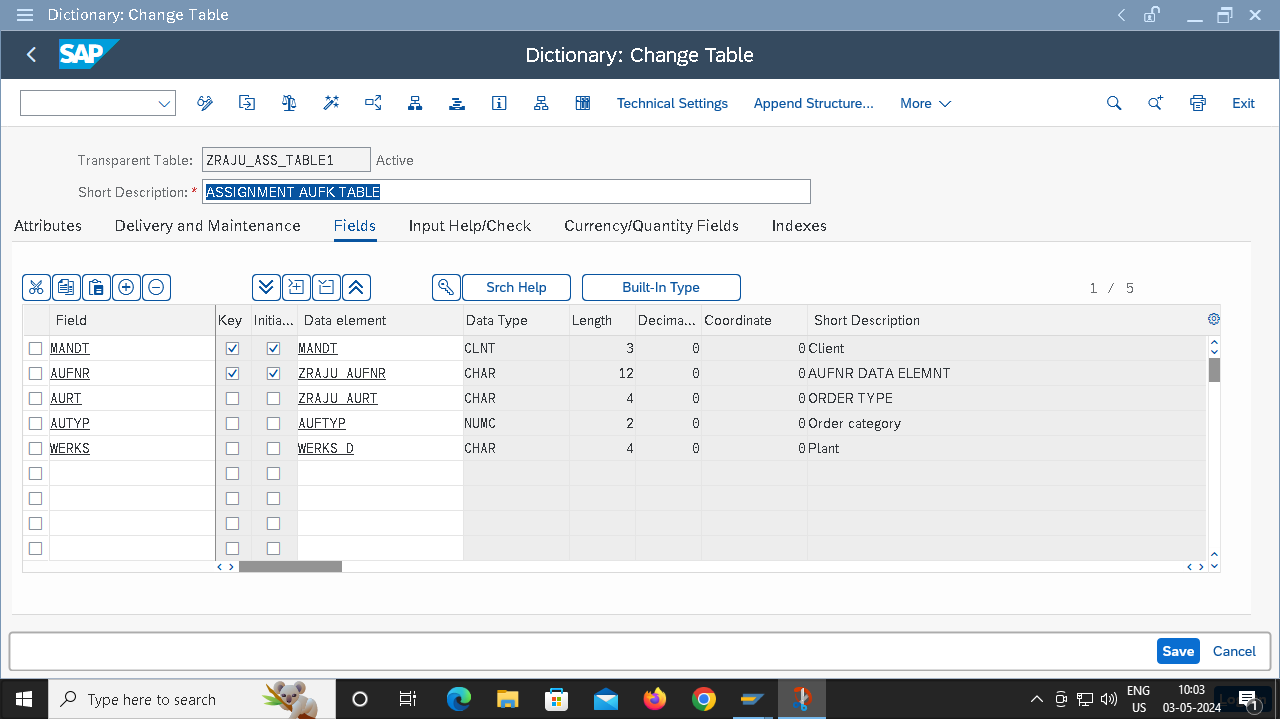 Dictionary: Change Table
SAP Dictionary: Change Table
Technical Settings Append Structure... More Exit
Transparent Table: ZRAJU_ASS_TABLE1 Active
Short Description: * ASSIGNMENT AUFK TABLE
Attributes Delivery and Maintenance Fields Input Help/Check Currency/Quantity Fields Indexes
Srch Help Built-In Type 1 / 5
Field Key Initia... Data element Data Type Length Decima... Coordinate Short Description
MANDT MANDT CLNT 3 0 0 Client
AUFNR ZRAJU_AUFNR CHAR 12 0 0 AUFNR DATA ELEMNT
AURT ZRAJU_AURT CHAR 4 0 0 ORDER TYPE
AUTYP AUFTYP NUMC 2 0 0 Order category
WERKS WERKS_D CHAR 4 0 0 Plant
Save Cancel
Type here to search ENG 10:03
US 03-05-2024 1